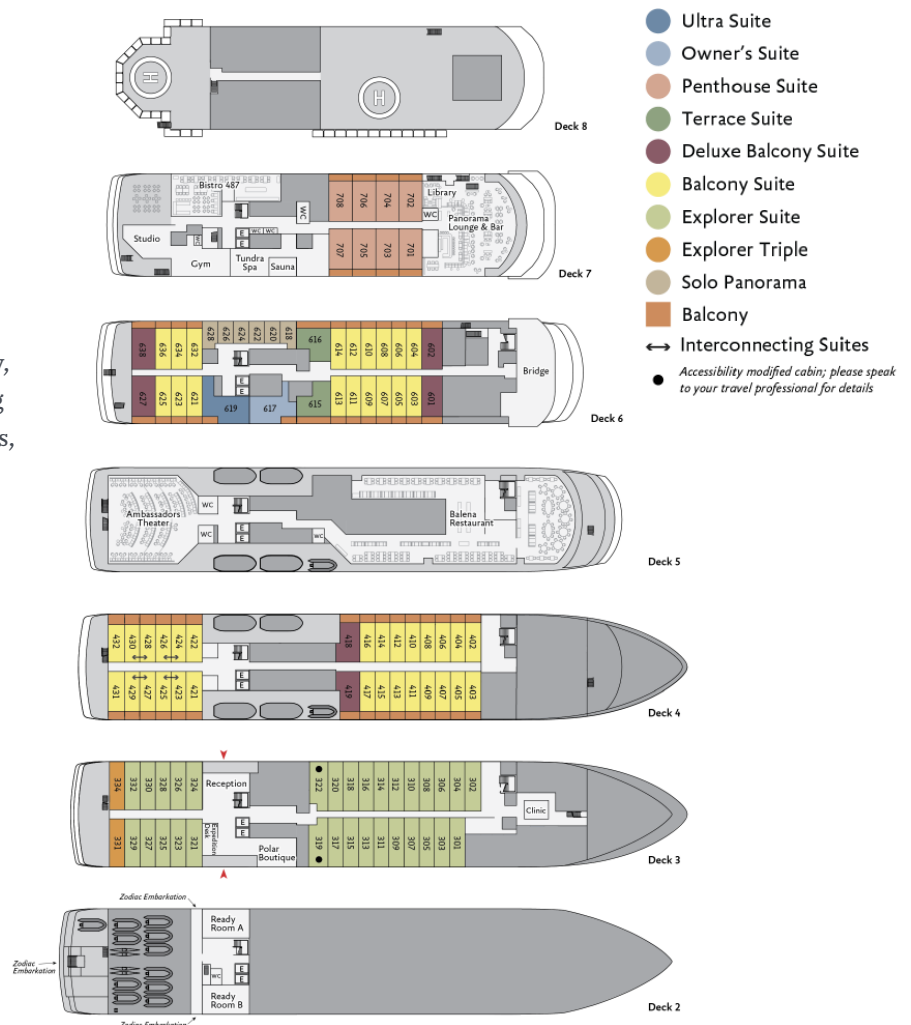 Ultra Suite
Owner's Suite
Penthouse Suite
Terrace Suite
Deluxe Balcony Suite
Balcony Suite
Explorer Suite
Explorer Triple
Solo Panorama
Balcony
Interconnecting Suites
Accessibility modified cabin; please speak
to your travel professional for details
y,
g
s,
H
H
Deck 8
Bistro 487
WC
708 706 704 702
Library
WC
Panorama
Lounge & Bar
Studio
WC
E
E
WC WC
Gym
Tundra
Spa
Sauna
707 705 703 701
Deck 7
638 636 634 632 628 626 624 622 620 618 616 614 612 610 608 606 604 602
E
E
Bridge
627 625 623 621 619 617 615 613 611 609 607 605 603 601
Deck 6
Ambassadors
Theater
WC
WC
E
E
WC
Balena
Restaurant
Deck 5
432 430 428 426 424 422 418 416 414 412 410 408 406 404 402
E
E
431 429 427 425 423 421 419 417 415 413 411 409 407 405 403
Deck 4
334 332 330 328 326 324
Reception
322 320 318 316 314 312 310 308 306 304 302
Clinic
E
E
331 329 327 325 323 321
Expedition
Desk
Polar
Boutique
319 317 315 313 311 309 307 305 303 301
Deck 3
Zodiac Embarkation
Ready
Room A
Zodiac
Embarkation
WC
E
E
Ready
Room B
Deck 2
Zodiac Embarkation